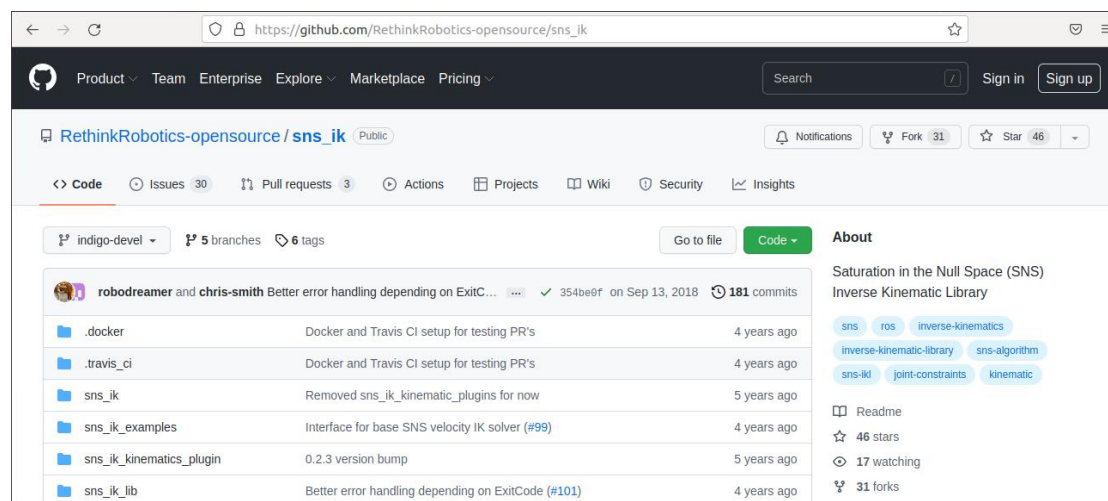 https://github.com/RethinkRobotics-opensource/sns_ik
Product Team Enterprise Explore Marketplace Pricing Search / Sign in Sign up
RethinkRobotics-opensource / sns_ik Public Notifications Fork 31 Star 46
<> Code Issues 30 Pull requests 3 Actions Projects Wiki Security Insights
indigo-devel 5 branches 6 tags Go to file Code
About
robodreamer and chris-smith Better error handling depending on ExitC... ... 354be0f on Sep 13, 2018 181 commits
.docker Docker and Travis CI setup for testing PR's 4 years ago
.travis_ci Docker and Travis CI setup for testing PR's 4 years ago
sns_ik Removed sns_ik_kinematic_plugins for now 5 years ago
sns_ik_examples Interface for base SNS velocity IK solver (#99) 4 years ago
sns_ik_kinematics_plugin 0.2.3 version bump 5 years ago
sns_ik_lib Better error handling depending on ExitCode (#101) 4 years ago
Saturation in the Null Space (SNS)
Inverse Kinematic Library
sns ros inverse-kinematics
inverse-kinematic-library sns-algorithm
sns-ikl joint-constraints kinematic
Readme
46 stars
17 watching
31 forks